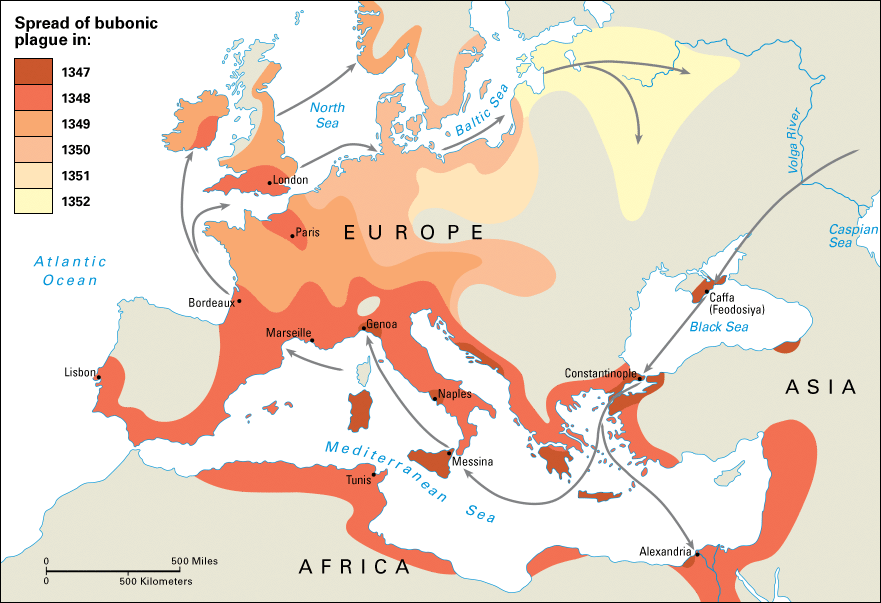 Spread of bubonic
plague in:
1347
1348
1349
1350
1351
1352
North
Sea
Baltic Sea
Volga River
London
Caspian
Sea
Paris
EUROPE
Atlantic
Ocean
Bordeaux
Caffa
(Feodosiya)
Black Sea
Genoa
Marseille
Lisbon
Constantinople
ASIA
Naples
Mediterranean Sea
Messina
Tunis
Alexandria
AFRICA
0 500 Miles
0 500 Kilometers